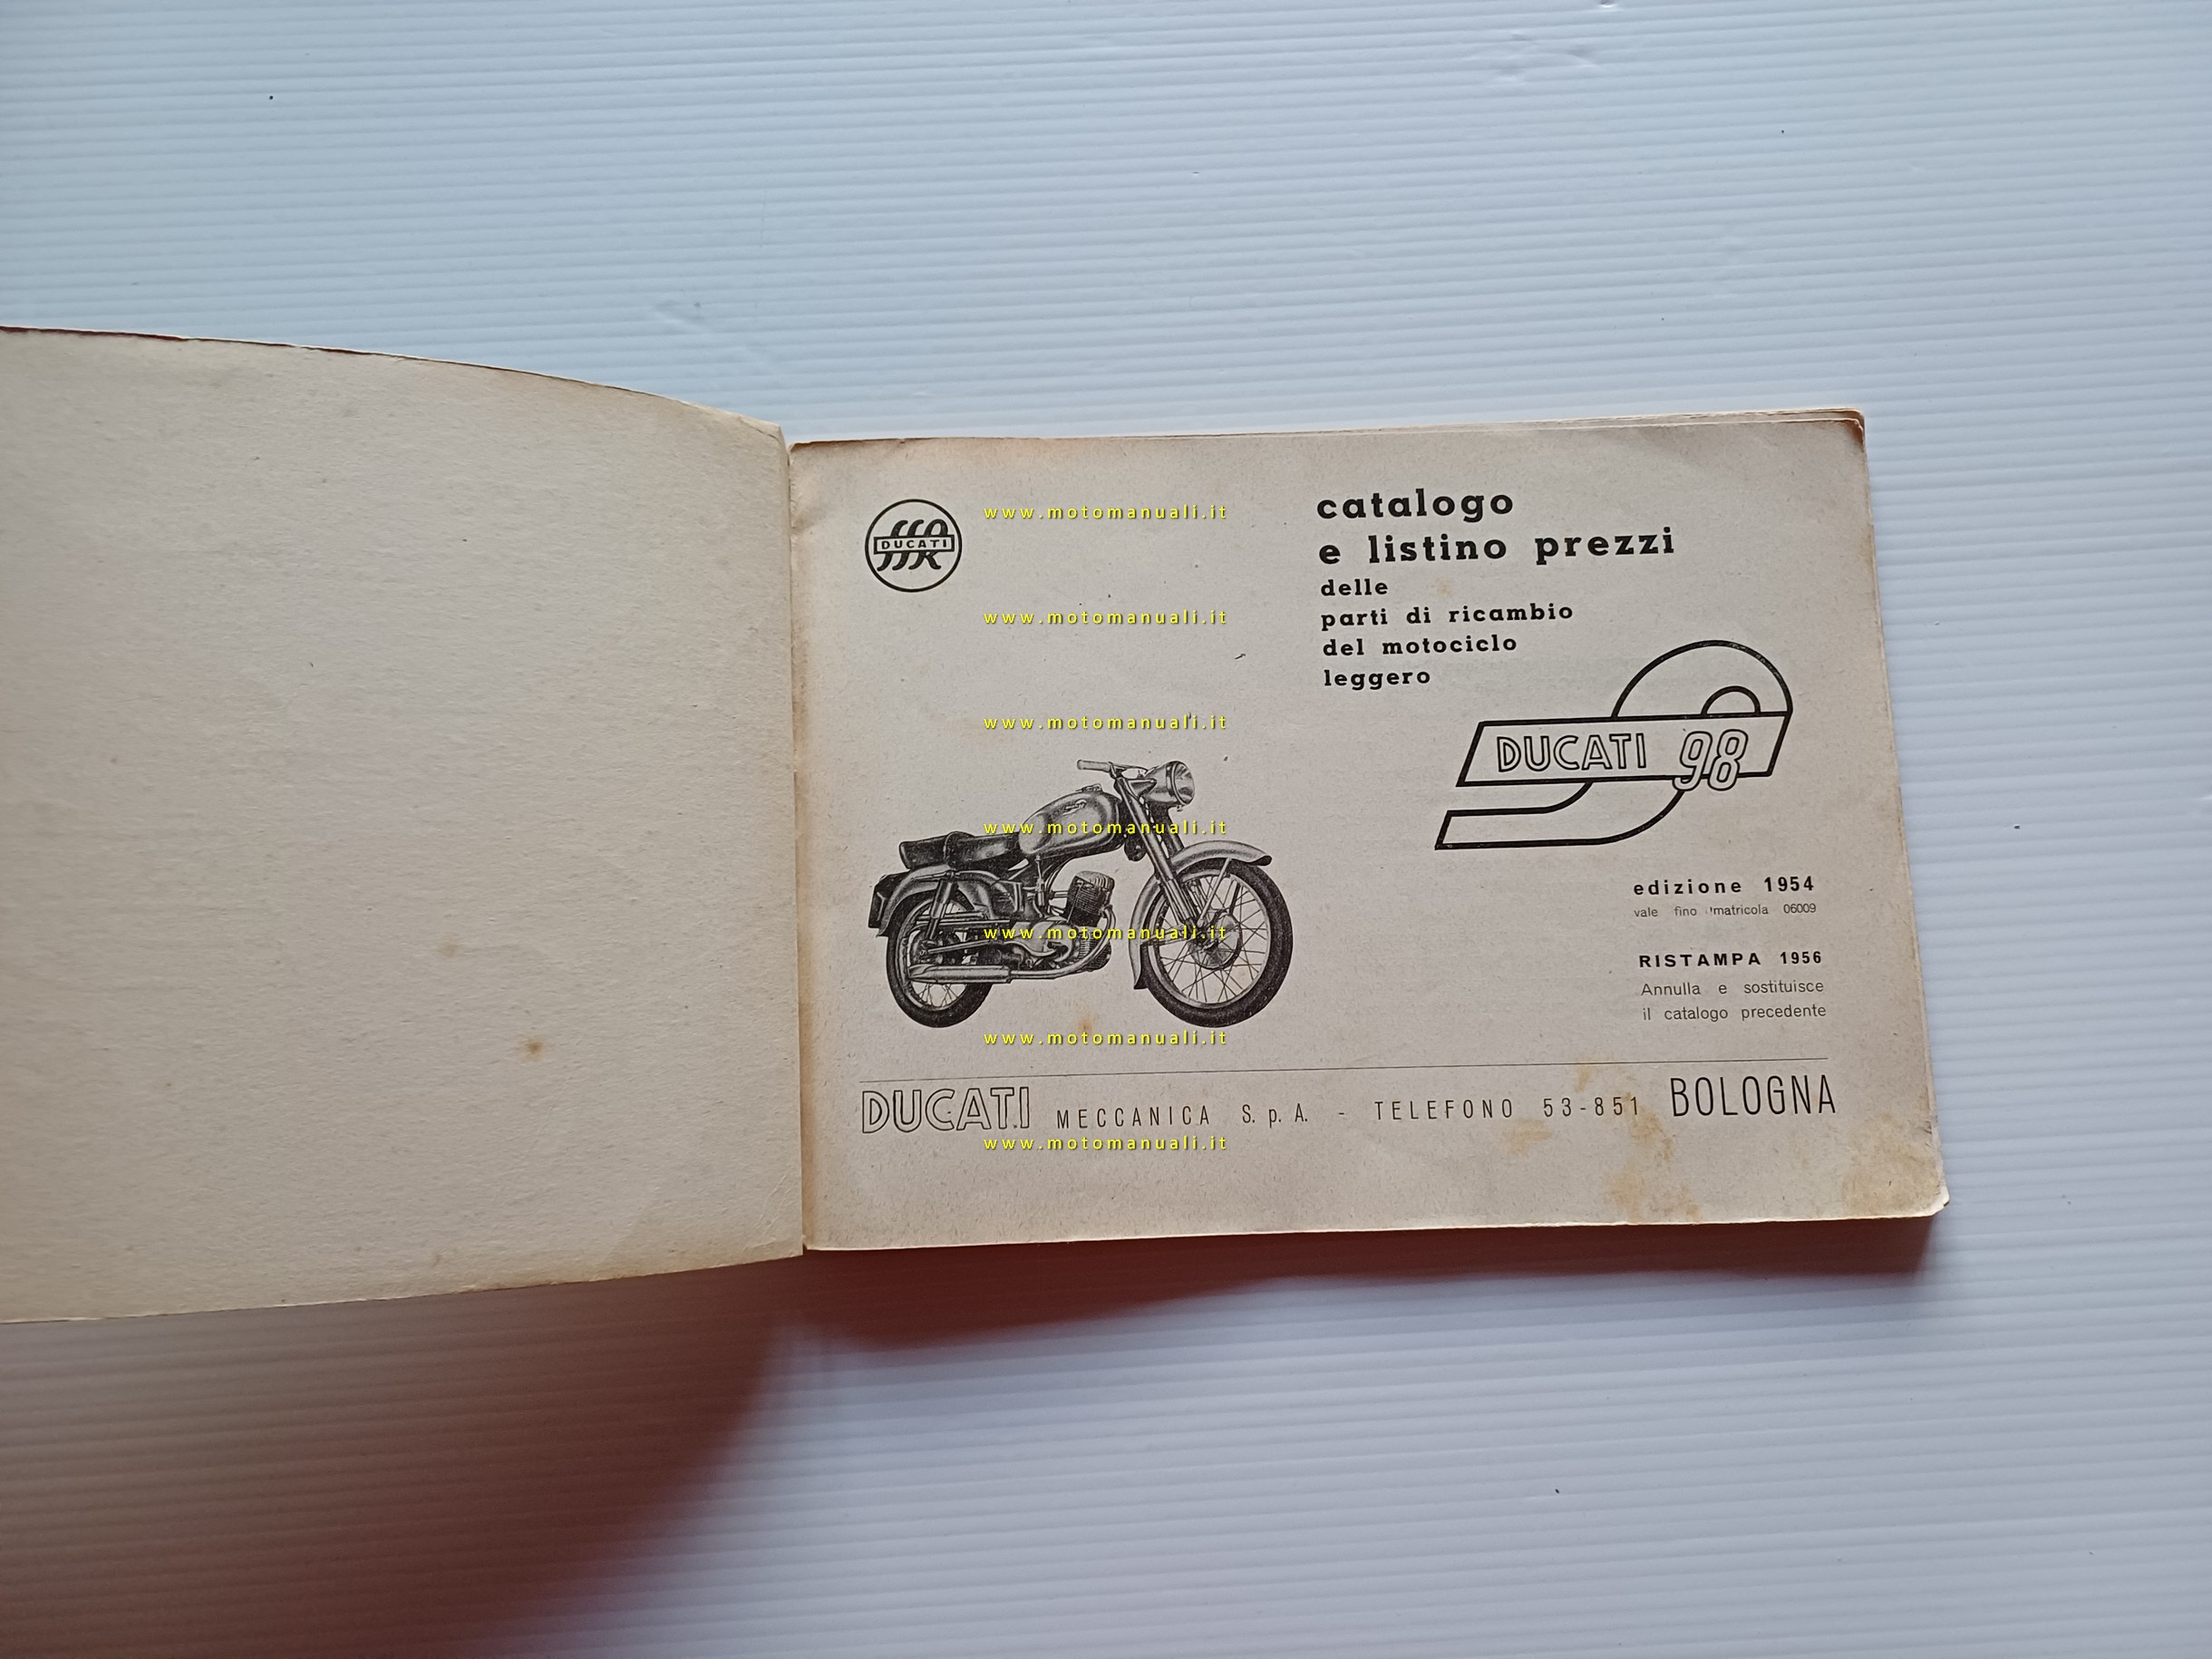 DUCATI
www.motomanuali.it
catalogo
e listino prezzi
delle
www.motomanuali.it
parti di ricambio
del motociclo
leggero
www.motomanuali.it
DUCATI 98
www.motomanuali.it
edizione 1954
vale fino matricola 06009
www.motomanuali.it
RISTAMPA 1956
Annulla e sostituisce
il catalogo precedente
www.motomanuali.it
DUCATI MECCANICA S.p.A. - TELEFONO 53-851 BOLOGNA
www.motomanuali.it